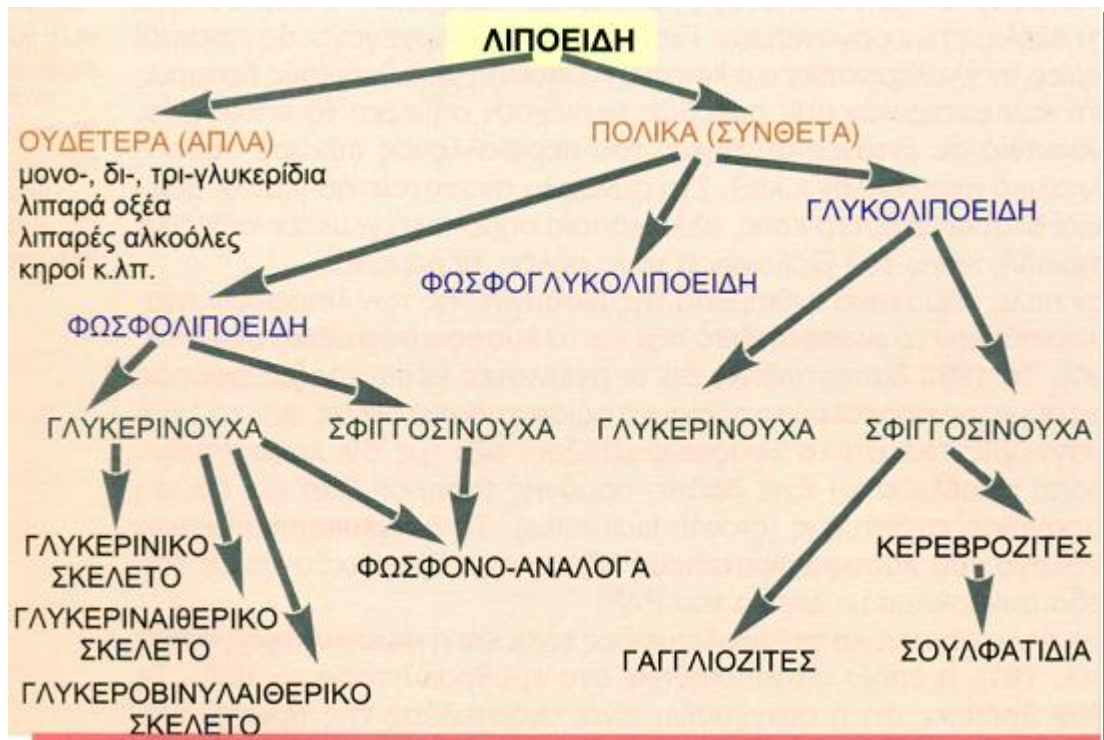 ΛΙΠΟΕΙΔΗ
ΟΥΔΕΤΕΡΑ (ΑΠΛΑ)
μονο-, δι-, τρι-γλυκερίδια
λιπαρά οξέα
λιπαρές αλκοόλες
κηροί κ.λπ.
ΠΟΛΙΚΑ (ΣΥΝΘΕΤΑ)
ΓΛΥΚΟΛΙΠΟΕΙΔΗ
ΦΩΣΦΟΓΛΥΚΟΛΙΠΟΕΙΔΗ
ΦΩΣΦΟΛΙΠΟΕΙΔΗ
ΓΛΥΚΕΡΙΝΟΥΧΑ
ΣΦΙΓΓΟΣΙΝΟΥΧΑ
ΓΛΥΚΕΡΙΝΟΥΧΑ
ΣΦΙΓΓΟΣΙΝΟΥΧΑ
ΓΛΥΚΕΡΙΝΙΚΟ
ΣΚΕΛΕΤΟ
ΦΩΣΦΟΝΟ-ΑΝΑΛΟΓΑ
ΚΕΡΕΒΡΟΖΙΤΕΣ
ΓΛΥΚΕΡΙΝΑΙΘΕΡΙΚΟ
ΣΚΕΛΕΤΟ
ΓΑΓΓΛΙΟΖΙΤΕΣ
ΣΟΥΛΦΑΤΙΔΙΑ
ΓΛΥΚΕΡΟΒΙΝΥΛΑΙΘΕΡΙΚΟ
ΣΚΕΛΕΤΟ